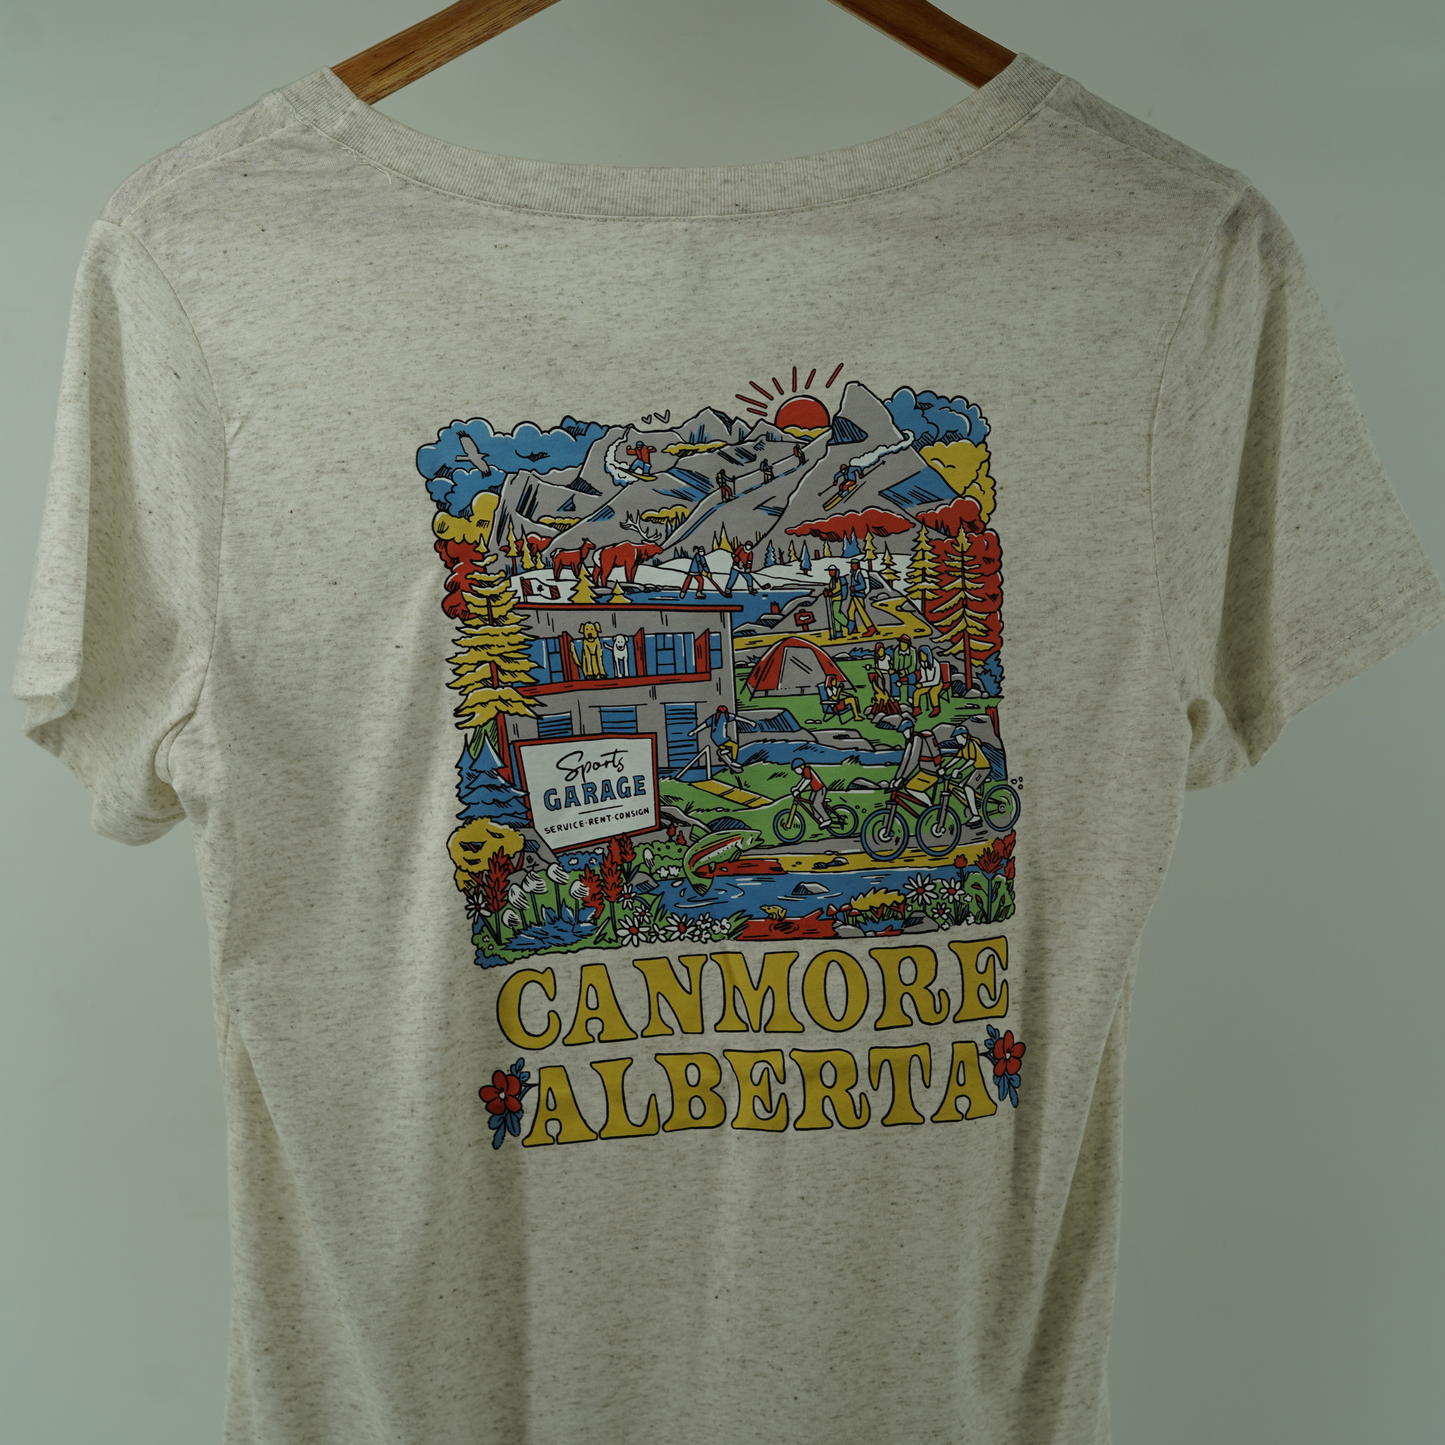 Sports
GARAGE
SERVICE·RENT·CONSIGN
CANMORE
ALBERTA